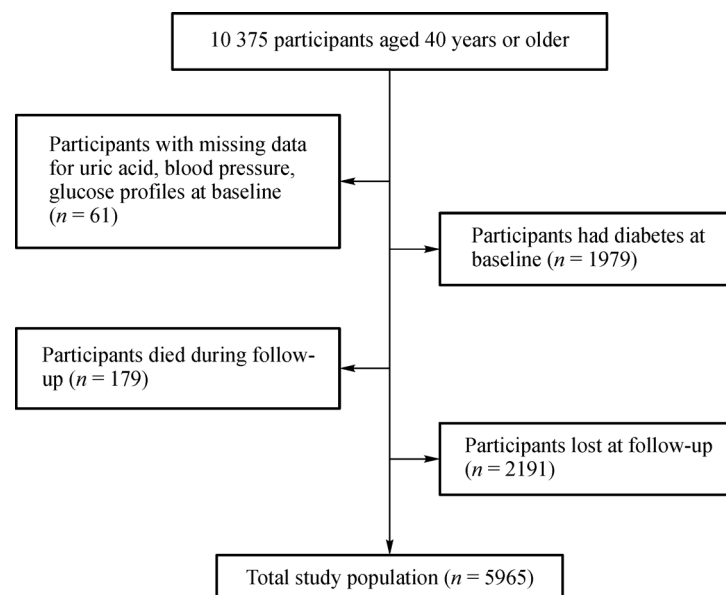 10 375 participants aged 40 years or older
Participants with missing data
for uric acid, blood pressure,
glucose profiles at baseline
(n = 61)
Participants had diabetes at
baseline (n = 1979)
Participants died during follow-
up (n = 179)
Participants lost at follow-up
(n = 2191)
Total study population (n = 5965)